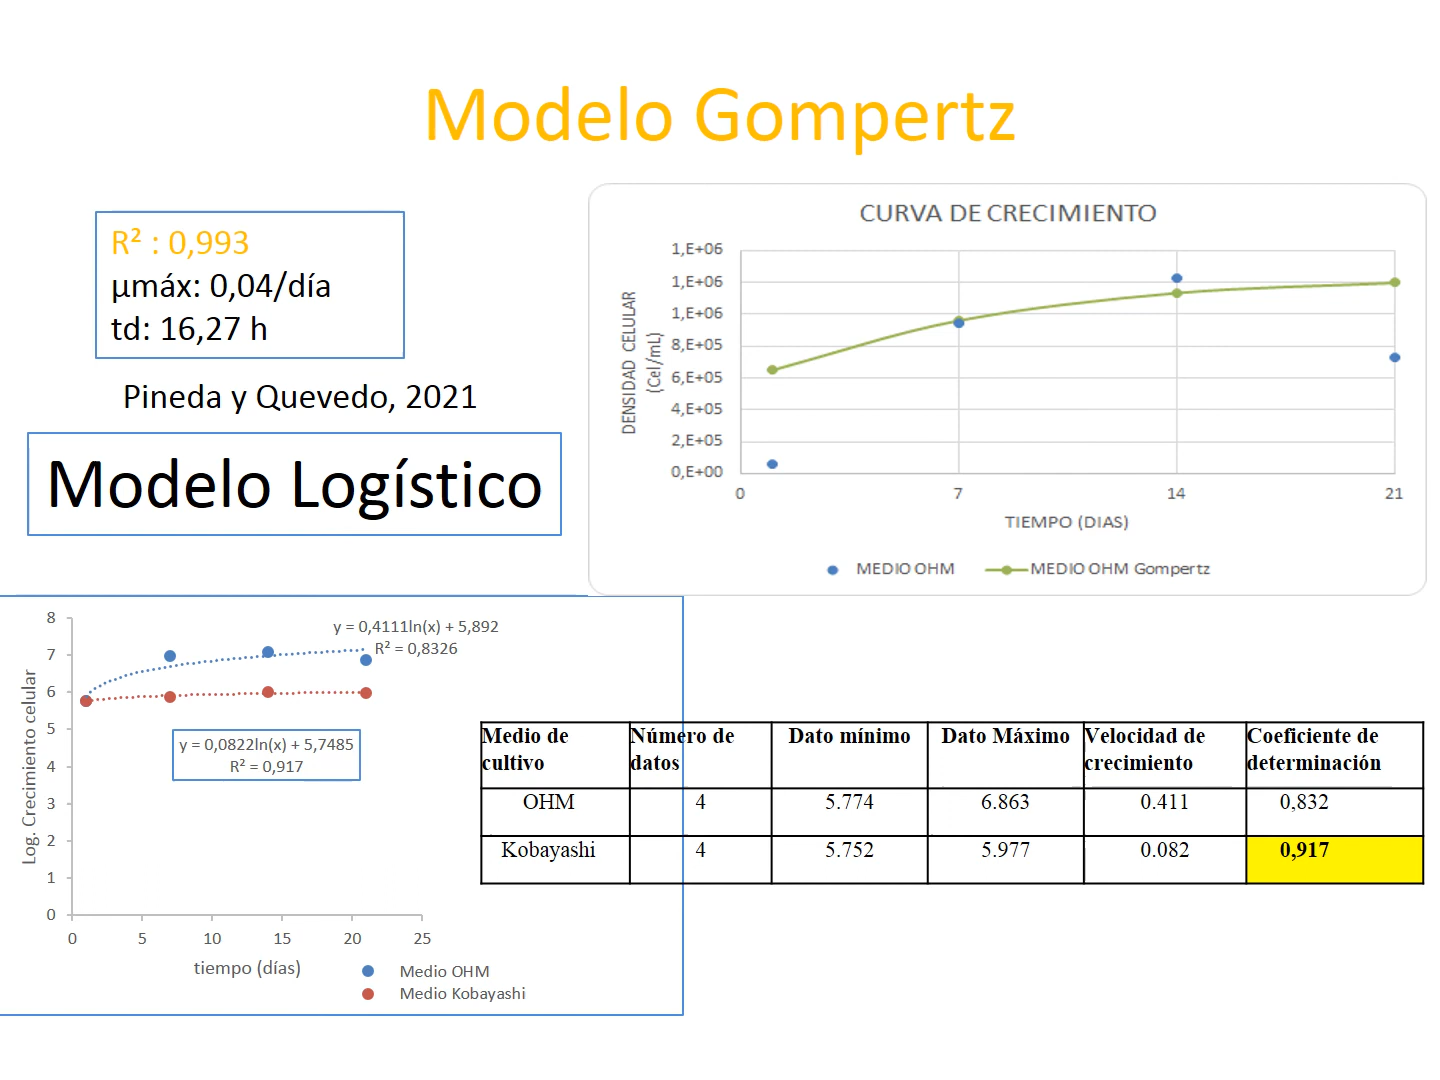 Modelo Gompertz
R² : 0,993
µmáx: 0,04/día
td: 16,27 h
Pineda y Quevedo, 2021
Modelo Logístico
CURVA DE CRECIMIENTO
DENSIDAD CELULAR
(Cel/mL)
1,E+06
1,E+06
1,E+06
8,E+05
6,E+05
4,E+05
2,E+05
0,E+00
0 7 14 21
TIEMPO (DIAS)
MEDIO OHM MEDIO OHM Gompertz
Log. Crecimiento celular
8
7
6
5
4
3
2
1
0
y = 0,4111ln(x) + 5,892
R² = 0,8326
y = 0,0822ln(x) + 5,7485
R² = 0,917
0 5 10 15 20 25
tiempo (días)
Medio OHM
Medio Kobayashi
Medio de cultivo Número de datos Dato mínimo Dato Máximo Velocidad de crecimiento Coeficiente de determinación
OHM 4 5.774 6.863 0.411 0,832
Kobayashi 4 5.752 5.977 0.082 0,917